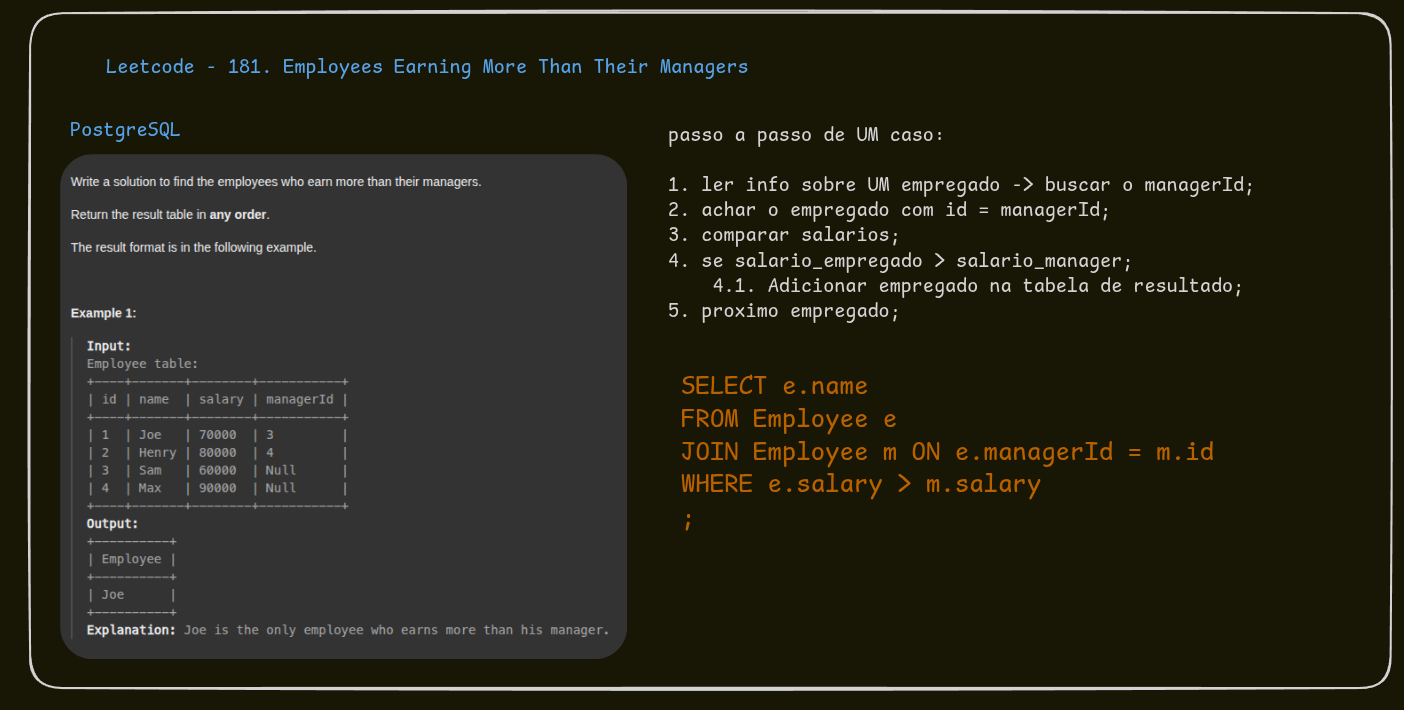 Leetcode - 181. Employees Earning More Than Their Managers
PostgreSQL
Write a solution to find the employees who earn more than their managers.
Return the result table in any order.
The result format is in the following example.
Example 1:
Input:
Employee table:
+----+-------+--------+-----------+
| id | name  | salary | managerId |
+----+-------+--------+-----------+
| 1  | Joe   | 70000  | 3         |
| 2  | Henry | 80000  | 4         |
| 3  | Sam   | 60000  | Null      |
| 4  | Max   | 90000  | Null      |
+----+-------+--------+-----------+
Output:
+----------+
| Employee |
+----------+
| Joe      |
+----------+
Explanation: Joe is the only employee who earns more than his manager.
passo a passo de UM caso:
1. ler info sobre UM empregado -> buscar o managerId;
2. achar o empregado com id = managerId;
3. comparar salarios;
4. se salario_empregado > salario_manager;
4.1. Adicionar empregado na tabela de resultado;
5. proximo empregado;
SELECT e.name
FROM Employee e
JOIN Employee m ON e.managerId = m.id
WHERE e.salary > m.salary
;